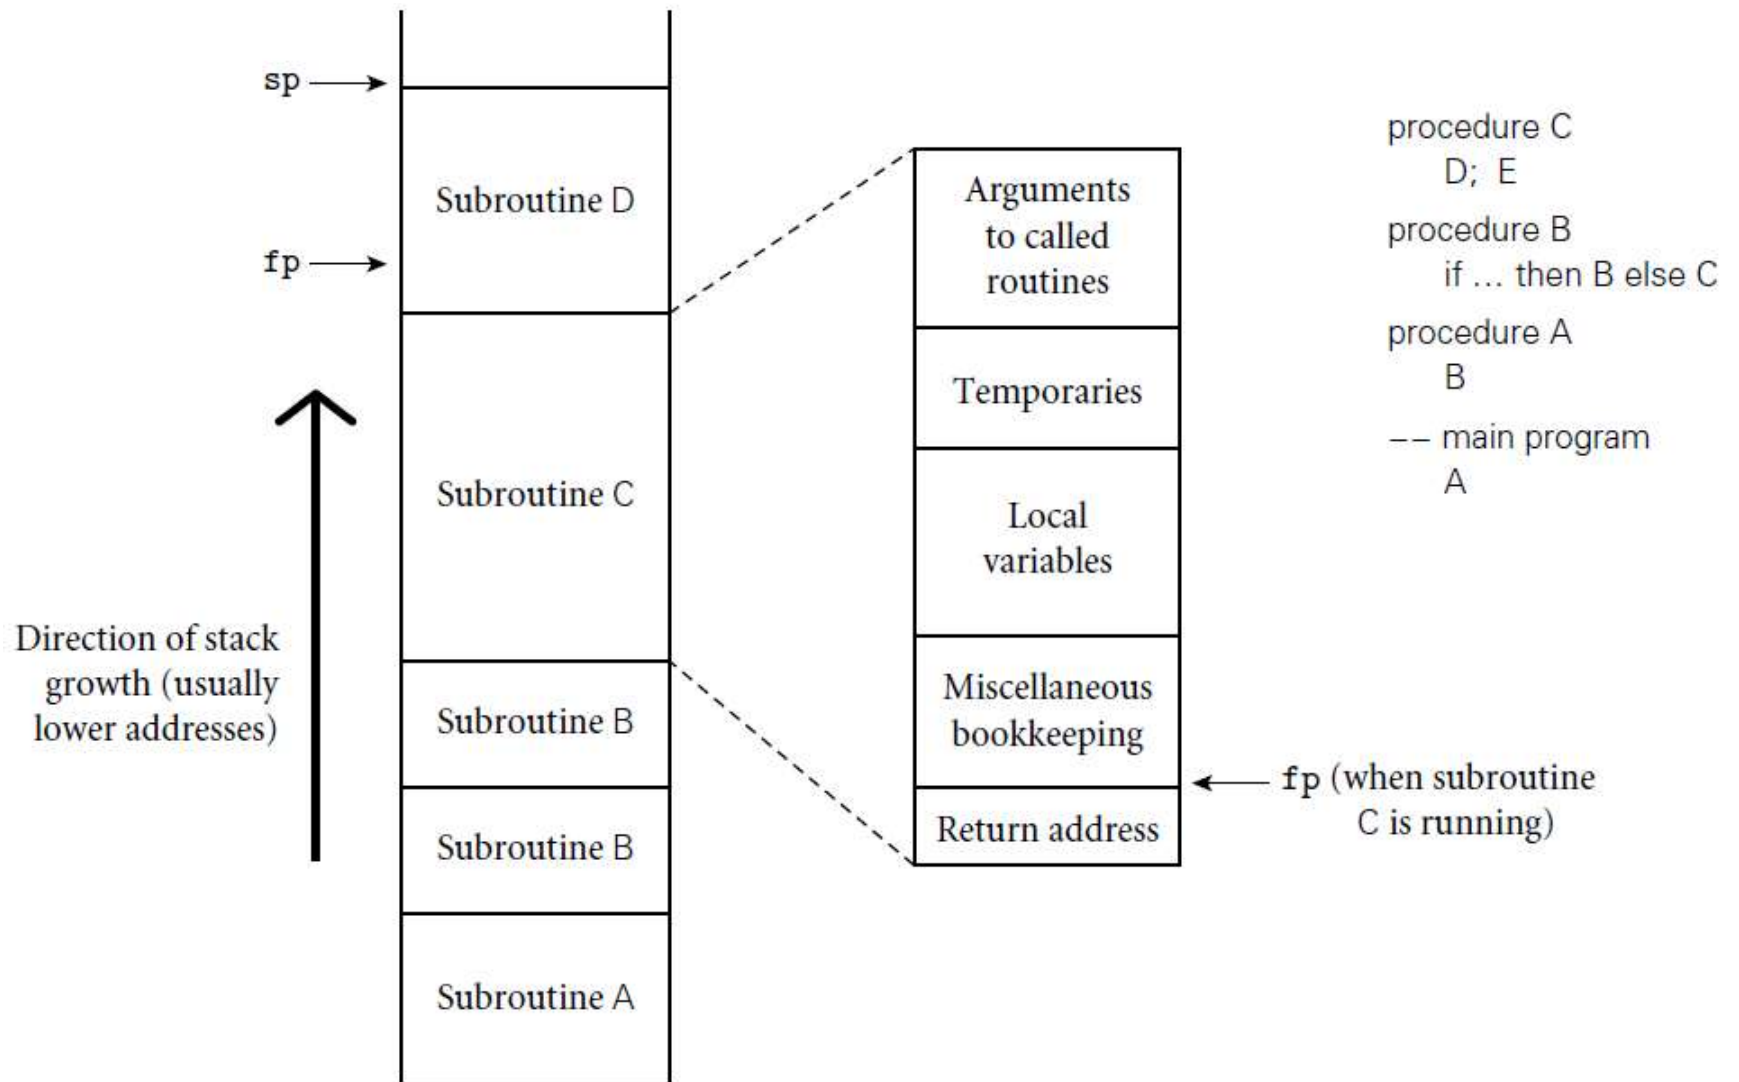 sp
Subroutine D
fp
Subroutine C
Direction of stack
growth (usually
lower addresses)
Subroutine B
Subroutine B
Subroutine A
Arguments
to called
routines
Temporaries
Local
variables
Miscellaneous
bookkeeping
Return address
fp (when subroutine
C is running)
procedure C
D; E
procedure B
if ... then B else C
procedure A
B
-- main program
A